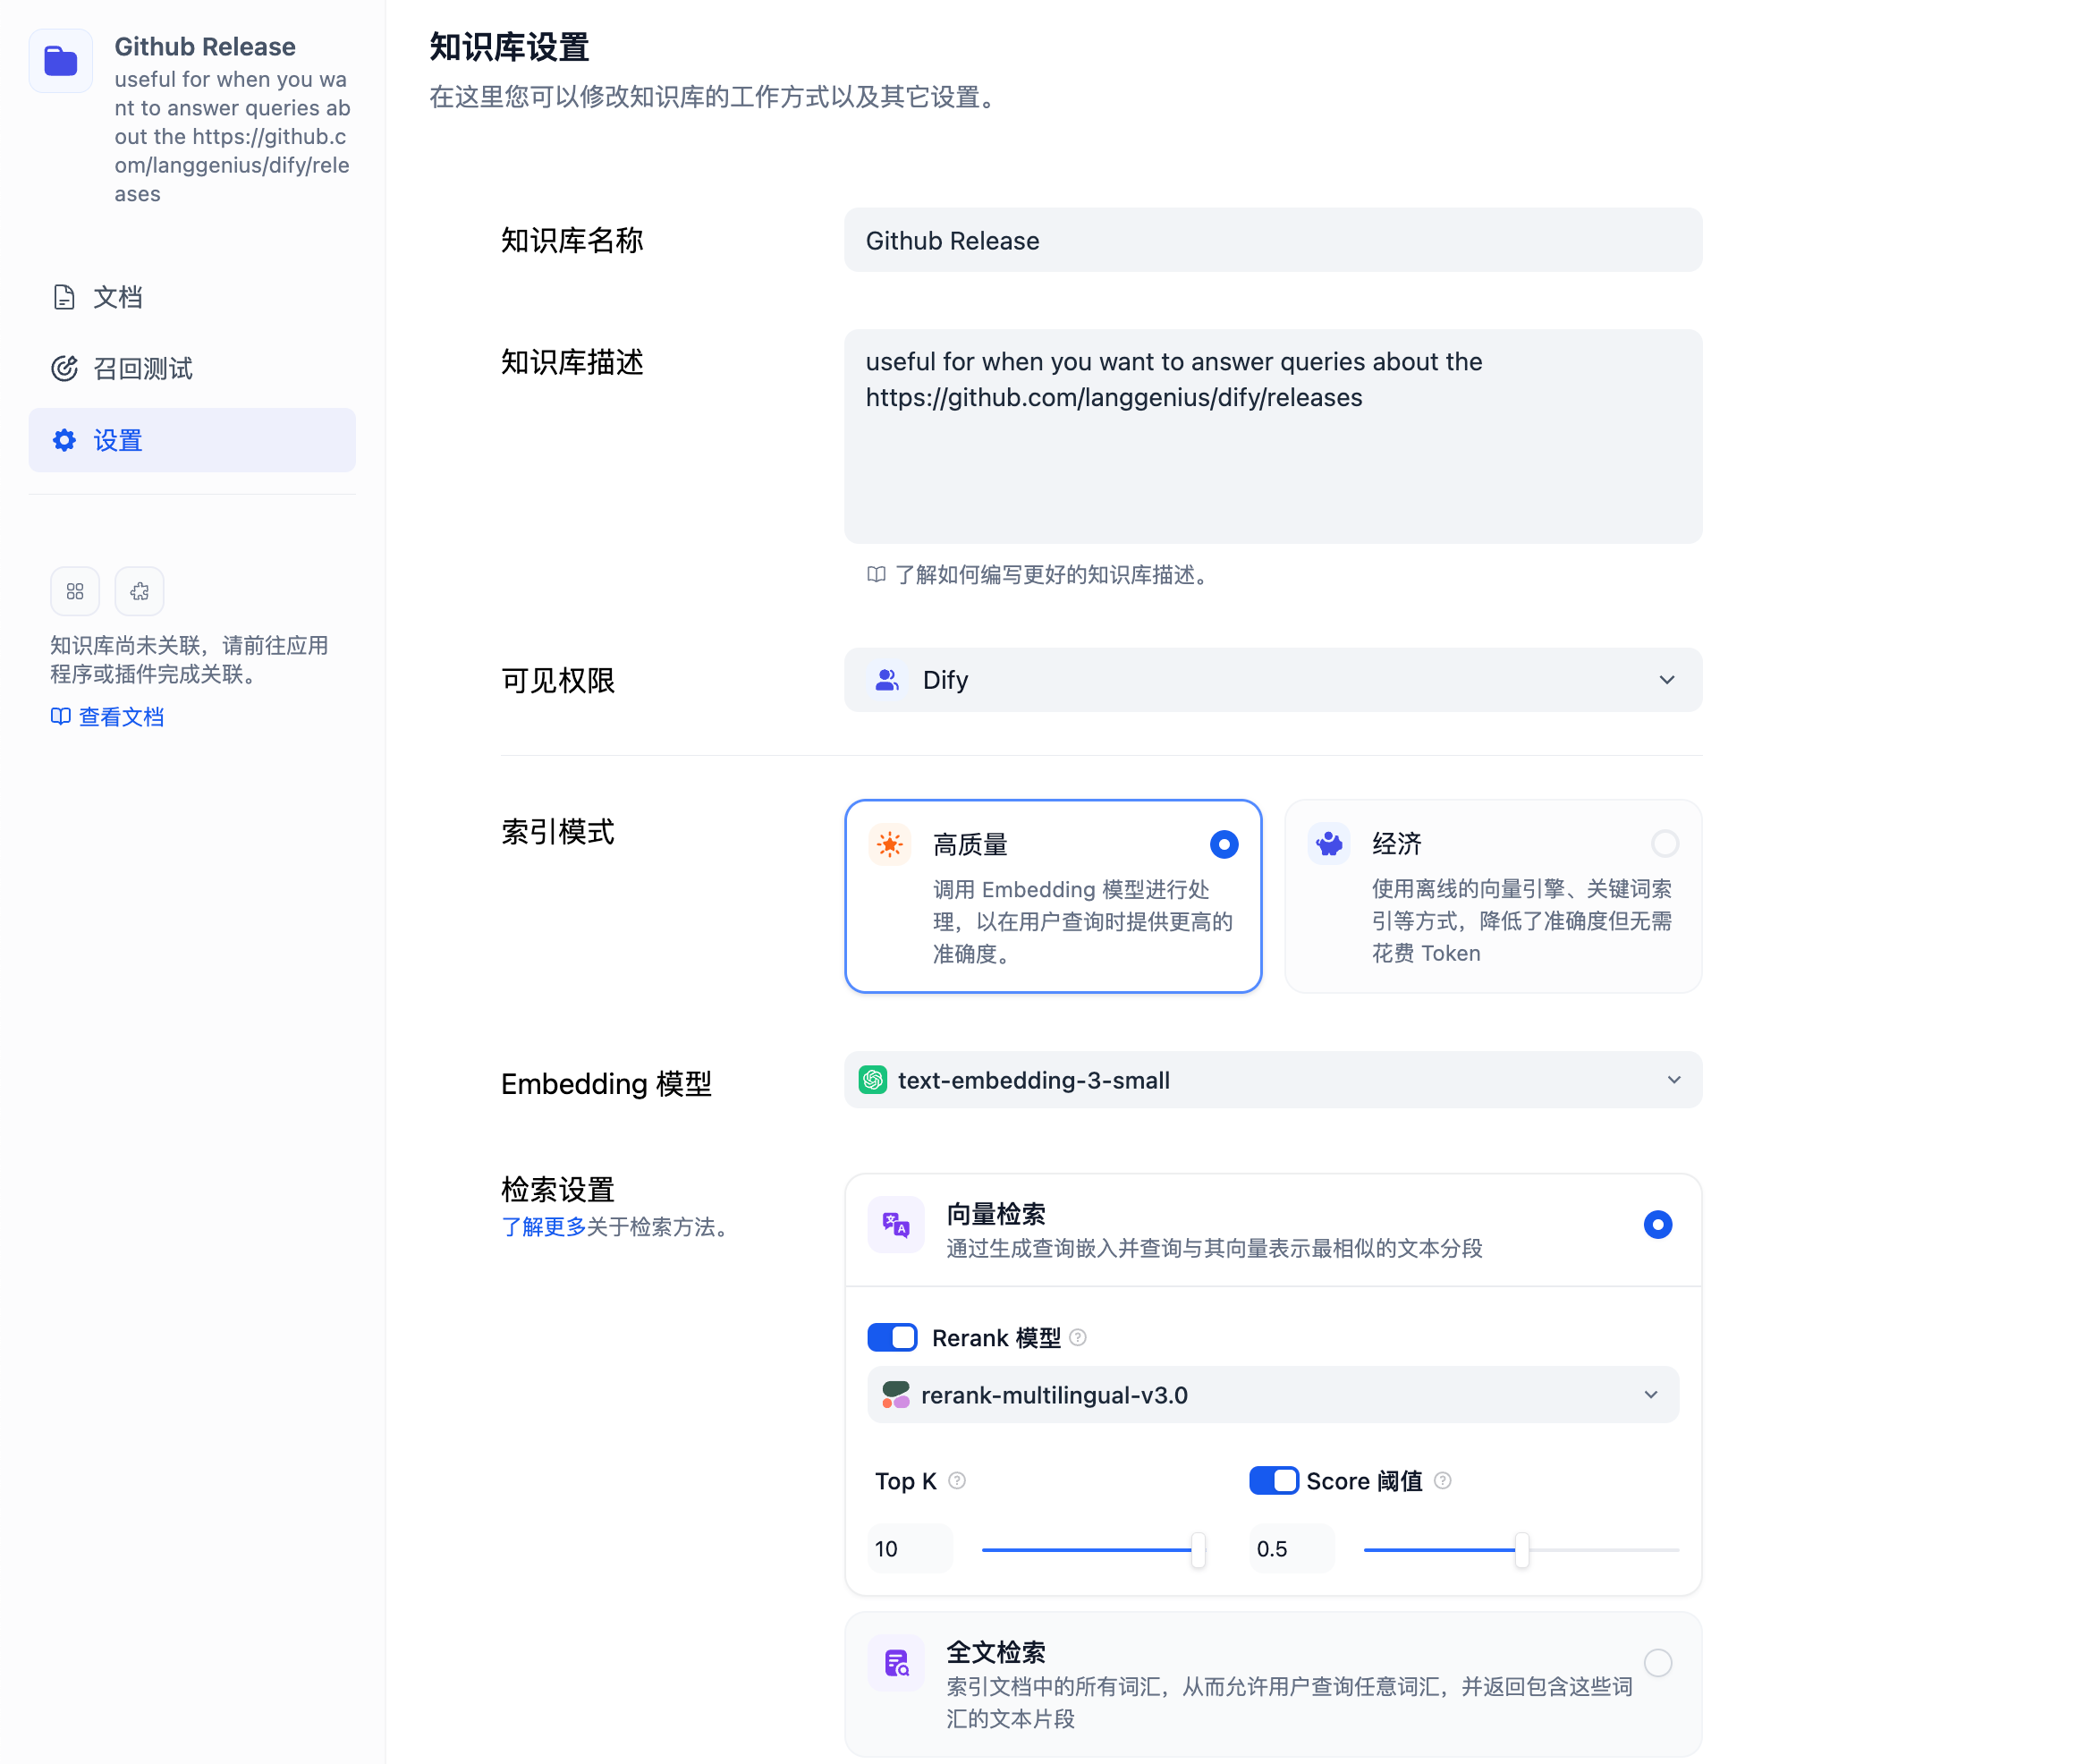 Github Release
useful for when you wa
nt to answer queries ab
out the https://github.c
om/langgenius/dify/rele
ases
文档
召回测试
设置
知识库尚未关联，请前往应用
程序或插件完成关联。
查看文档
知识库设置
在这里您可以修改知识库的工作方式以及其它设置。
知识库名称
Github Release
知识库描述
useful for when you want to answer queries about the
https://github.com/langgenius/dify/releases
了解如何编写更好的知识库描述。
可见权限
Dify
索引模式
高质量
调用 Embedding 模型进行处
理，以在用户查询时提供更高的
准确度。
经济
使用离线的向量引擎、关键词索
引等方式，降低了准确度但无需
花费 Token
Embedding 模型
text-embedding-3-small
检索设置
了解更多关于检索方法。
向量检索
通过生成查询嵌入并查询与其向量表示最相似的文本分段
Rerank 模型
rerank-multilingual-v3.0
Top K
Score 阈值
10
0.5
全文检索
索引文档中的所有词汇，从而允许用户查询任意词汇，并返回包含这些词
汇的文本片段